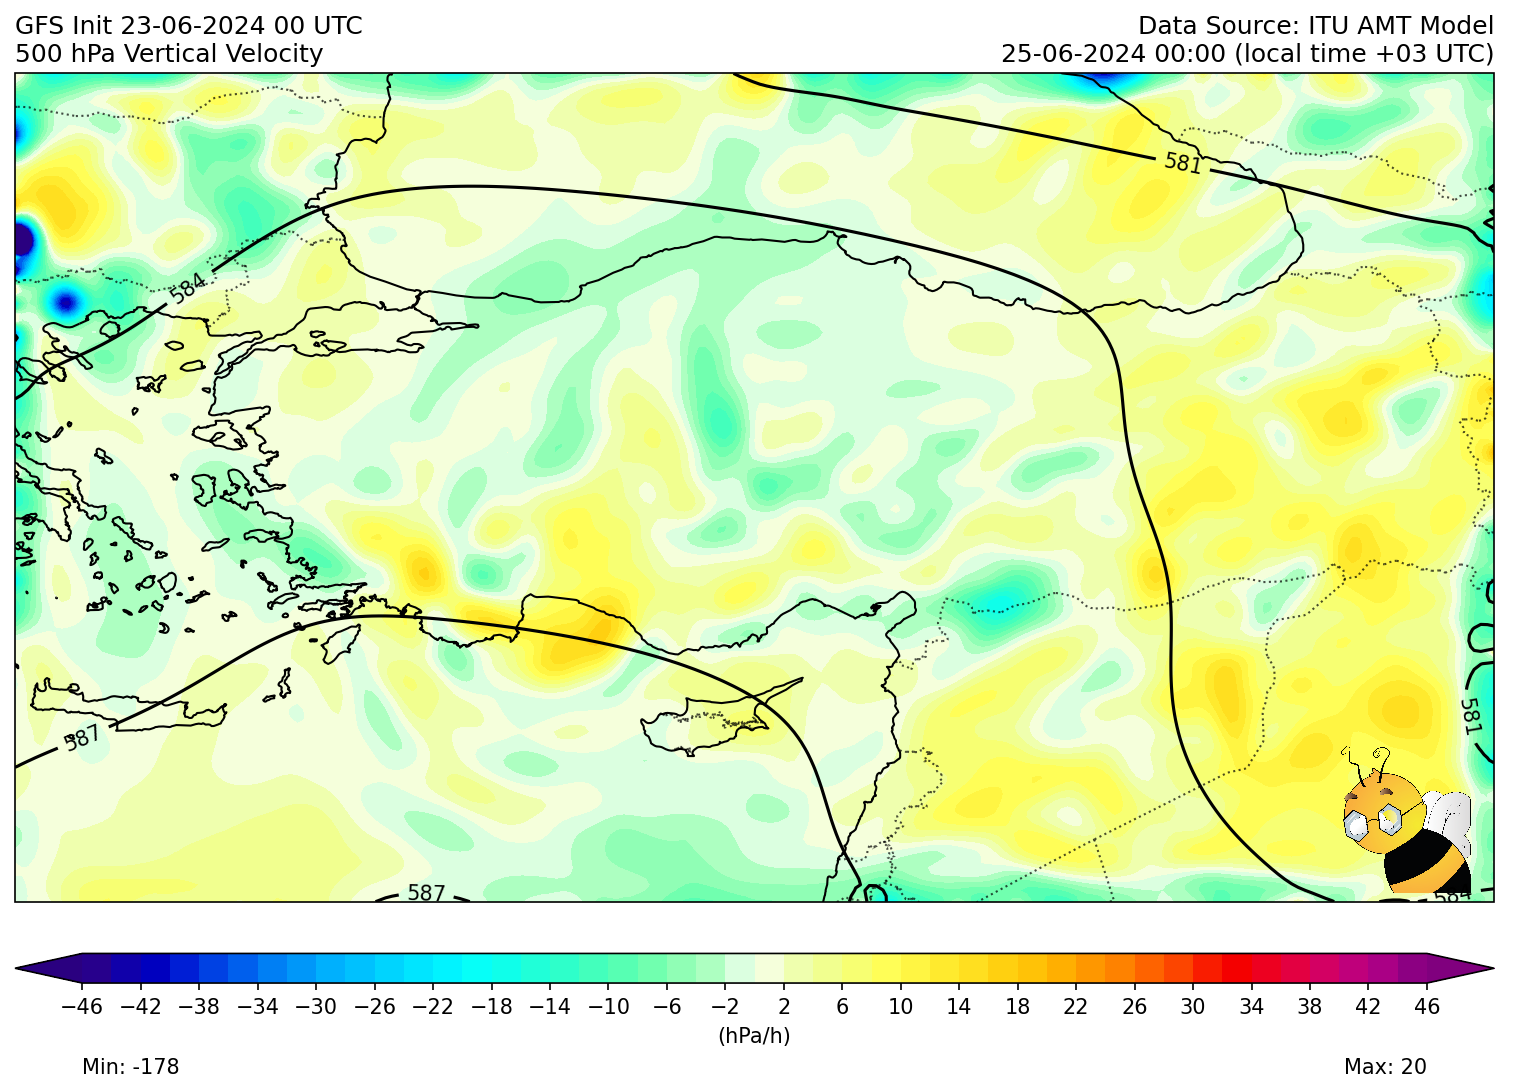 GFS Init 23-06-2024 00 UTC
Data Source: ITU AMT Model
500 hPa Vertical Velocity
25-06-2024 00:00 (local time +03 UTC)
581
584
587
581
587
584
−46 −42 −38 −34 −30 −26 −22 −18 −14 −10 −6 −2 2 6 10 14 18 22 26 30 34 38 42 46
(hPa/h)
Min: -178
Max: 20